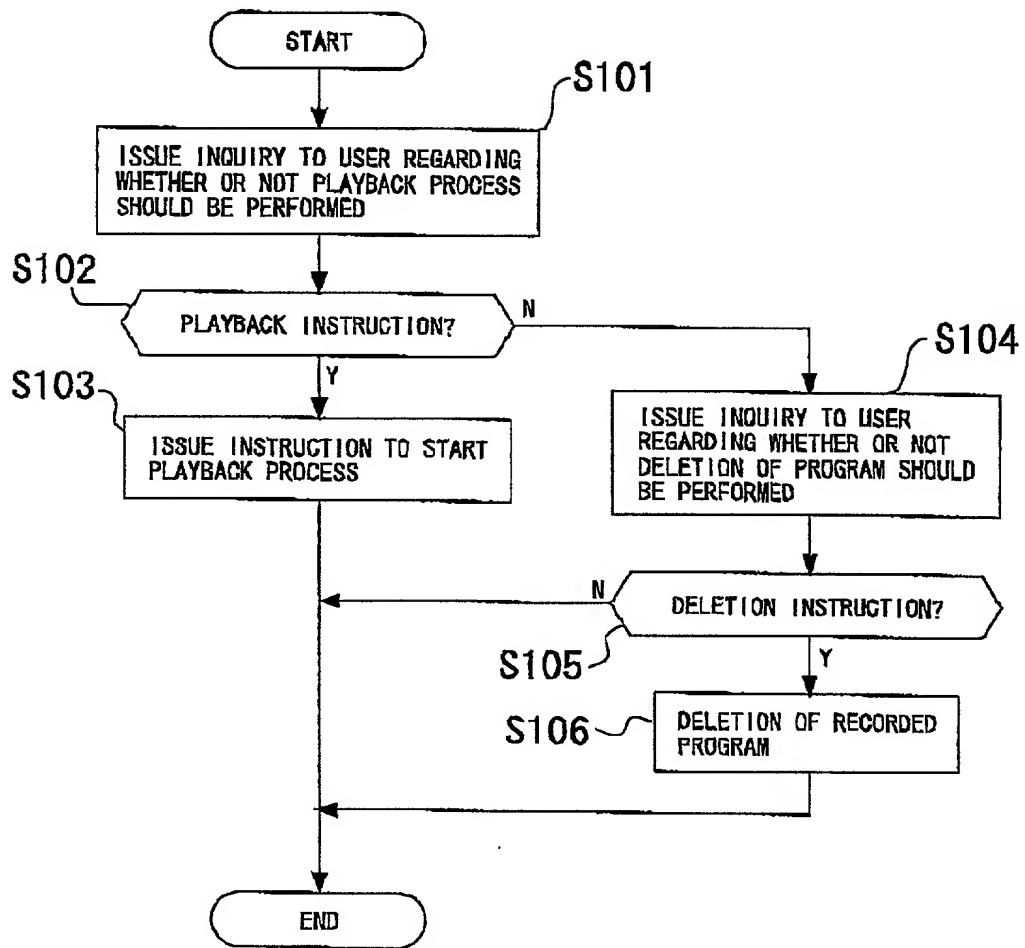 START
S101
ISSUE INQUIRY TO USER REGARDING
WHETHER OR NOT PLAYBACK PROCESS
SHOULD BE PERFORMED
S102
PLAYBACK INSTRUCTION?
N
Y
S103
ISSUE INSTRUCTION TO START
PLAYBACK PROCESS
S104
ISSUE INQUIRY TO USER
REGARDING WHETHER OR NOT
DELETION OF PROGRAM SHOULD
BE PERFORMED
N
DELETION INSTRUCTION?
S105
Y
S106
DELETION OF RECORDED
PROGRAM
END